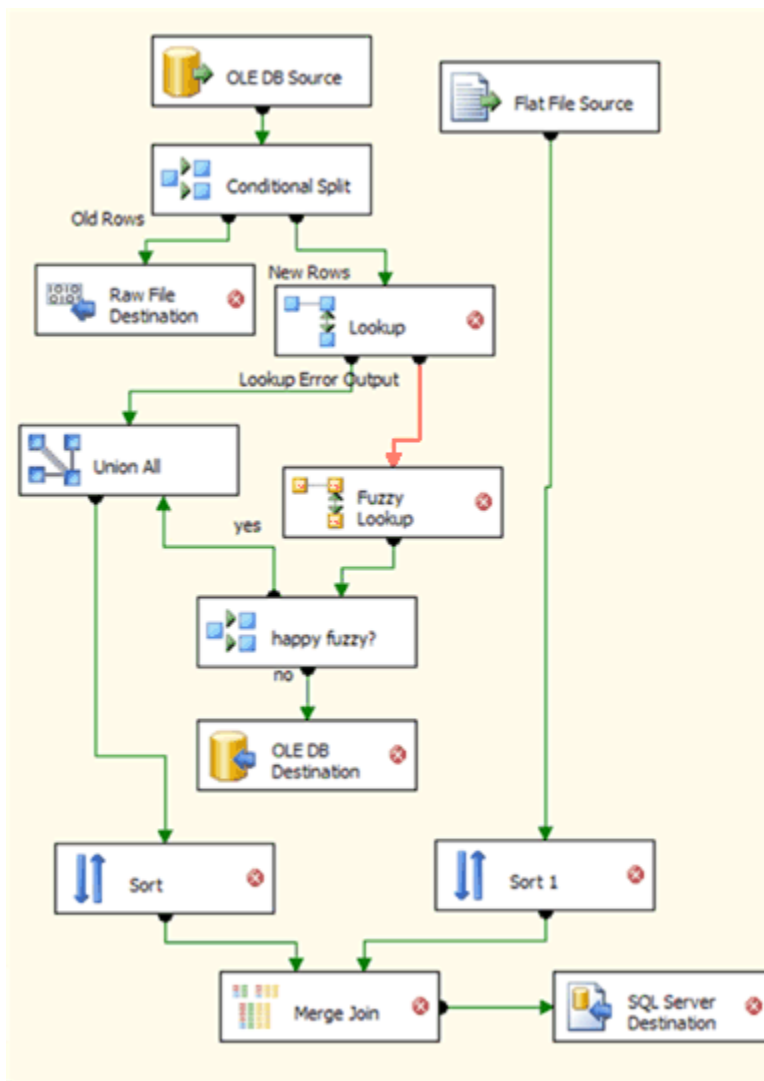 OLE DB Source
Flat File Source
Conditional Split
Old Rows
New Rows
Raw File
Destination
Lookup
Lookup Error Output
Union All
Fuzzy
Lookup
yes
happy fuzzy?
no
OLE DB
Destination
Sort
Sort 1
Merge Join
SQL Server
Destination